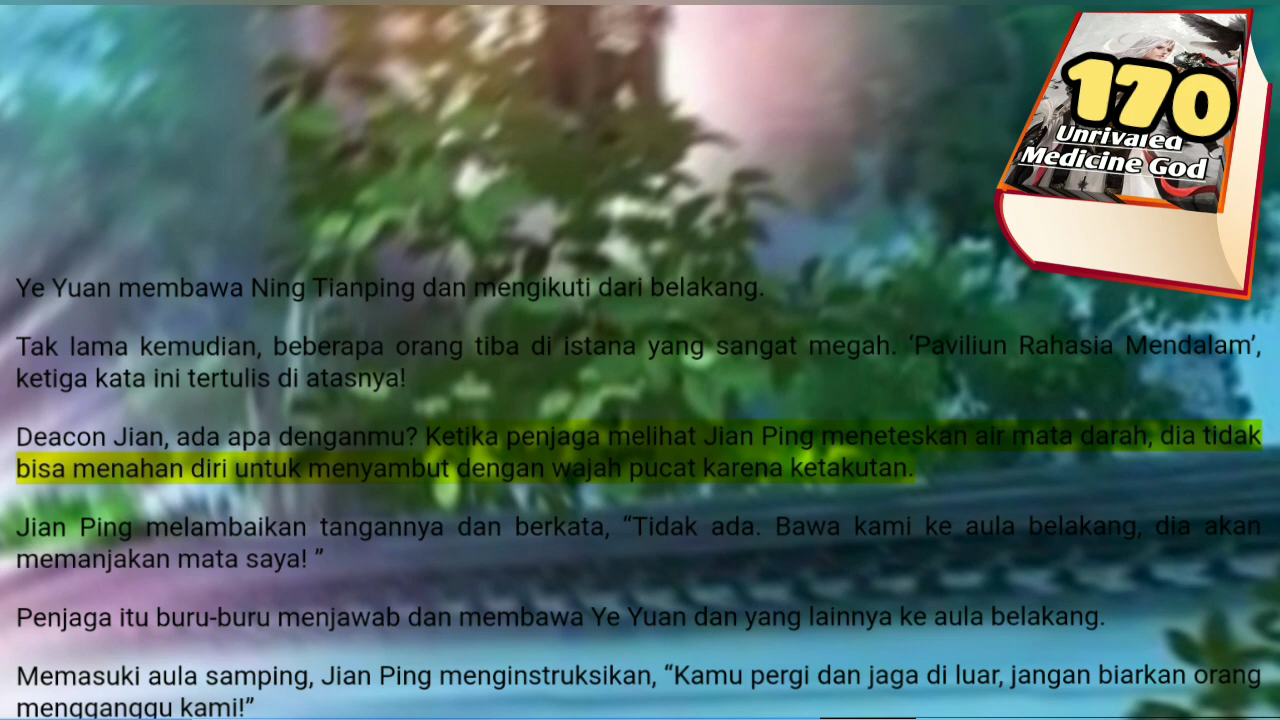 170
Unrivaled
Medicine God
Ye Yuan membawa Ning Tianping dan mengikuti dari belakang.
Tak lama kemudian, beberapa orang tiba di istana yang sangat megah. ‘Paviliun Rahasia Mendalam’,
ketiga kata ini tertulis di atasnya!
Deacon Jian, ada apa denganmu? Ketika penjaga melihat Jian Ping meneteskan air mata darah, dia tidak
bisa menahan diri untuk menyambut dengan wajah pucat karena ketakutan.
Jian Ping melambaikan tangannya dan berkata, “Tidak ada. Bawa kami ke aula belakang, dia akan
memanjakan mata saya! ”
Penjaga itu buru-buru menjawab dan membawa Ye Yuan dan yang lainnya ke aula belakang.
Memasuki aula samping, Jian Ping menginstruksikan, “Kamu pergi dan jaga di luar, jangan biarkan orang
mengganggu kami!”